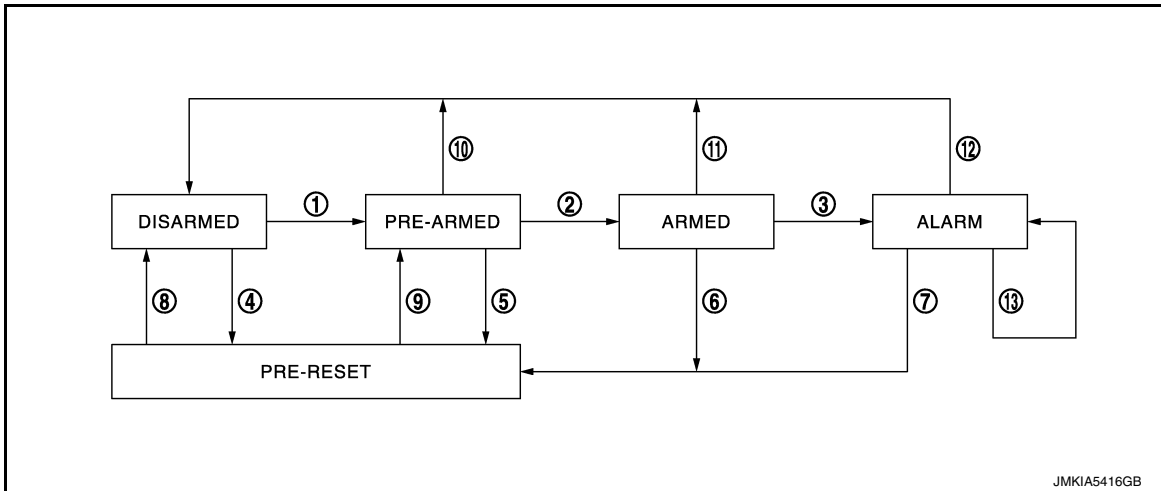 ⑩ ⑪ ⑫
DISARMED ① PRE-ARMED ② ARMED ③ ALARM
⑧ ④ ⑨ ⑤ ⑥ ⑦ ⑬
PRE-RESET
JMKIA5416GB